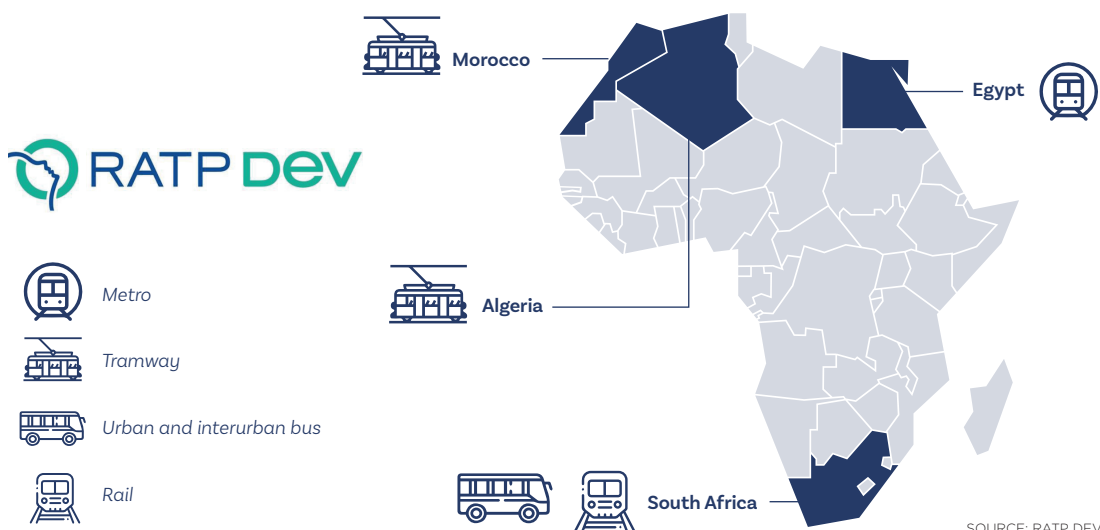 Morocco
Egypt
RATP DEV
Metro
Algeria
Tramway
Urban and interurban bus
Rail
South Africa
SOURCE: RATP DEV